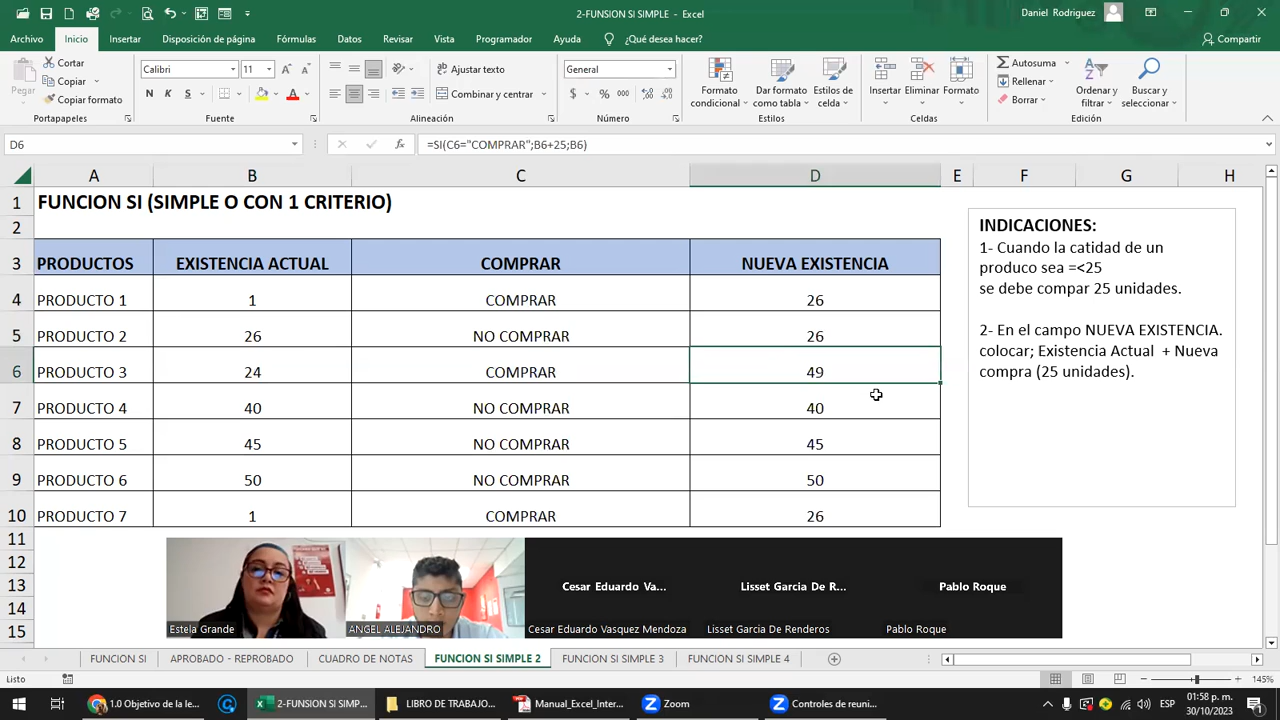 2-FUNSION SI SIMPLE - Excel
Daniel Rodriguez
Archivo Inicio Insertar Disposición de página Fórmulas Datos Revisar Vista Programador Ayuda ¿Qué desea hacer? Compartir
Pegar
Cortar
Copiar
Copiar formato
Portapapeles
Calibri 11
N K S
Fuente
Ajustar texto
Combinar y centrar
Alineación
General
$ % 000
Número
Formato condicional
Dar formato como tabla
Estilos de celda
Estilos
Insertar Eliminar Formato
Celdas
Autosuma
Rellenar
Borrar
Ordenar y filtrar
Buscar y seleccionar
Edición
D6 fx =SI(C6="COMPRAR";B6+25;B6)
A B C D E F G H
1 FUNCION SI (SIMPLE O CON 1 CRITERIO)
2
3 PRODUCTOS EXISTENCIA ACTUAL COMPRAR NUEVA EXISTENCIA
4 PRODUCTO 1 1 COMPRAR 26
5 PRODUCTO 2 26 NO COMPRAR 26
6 PRODUCTO 3 24 COMPRAR 49
7 PRODUCTO 4 40 NO COMPRAR 40
8 PRODUCTO 5 45 NO COMPRAR 45
9 PRODUCTO 6 50 NO COMPRAR 50
10 PRODUCTO 7 1 COMPRAR 26
11
12
13
14
15
INDICACIONES:
1- Cuando la catidad de un
produco sea =<25
se debe compar 25 unidades.
2- En el campo NUEVA EXISTENCIA.
colocar; Existencia Actual + Nueva
compra (25 unidades).
Estela Grande
ANGEL ALEJANDRO
Cesar Eduardo Va...
Cesar Eduardo Vasquez Mendoza
Lisset Garcia De R...
Lisset Garcia De Renderos
Pablo Roque
Pablo Roque
FUNCION SI APROBADO - REPROBADO CUADRO DE NOTAS FUNCION SI SIMPLE 2 FUNCION SI SIMPLE 3 FUNCION SI SIMPLE 4
Listo
145%
1.0 Objetivo de la le...
2-FUNSION SI SIMP...
LIBRO DE TRABAJO...
Manual_Excel_Inter...
Zoom
Controles de reuni...
ESP
01:58 p. m.
30/10/2023